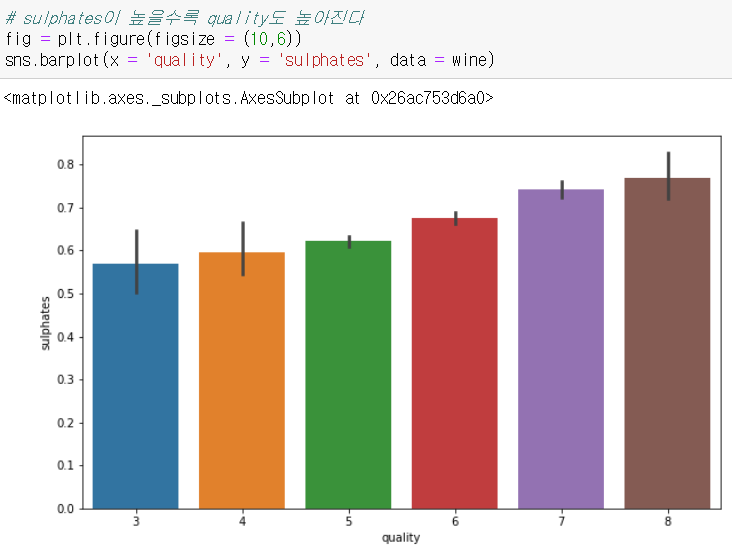 # sulphates이 높을수록 quality도 높아진다
fig = plt.figure(figsize = (10,6))
sns.barplot(x = 'quality', y = 'sulphates', data = wine)
<matplotlib.axes._subplots.AxesSubplot at 0x26ac753d6a0>
0.8
0.7
0.6
0.5
0.4
0.3
0.2
0.1
0.0
sulphates
3 4 5 6 7 8
quality